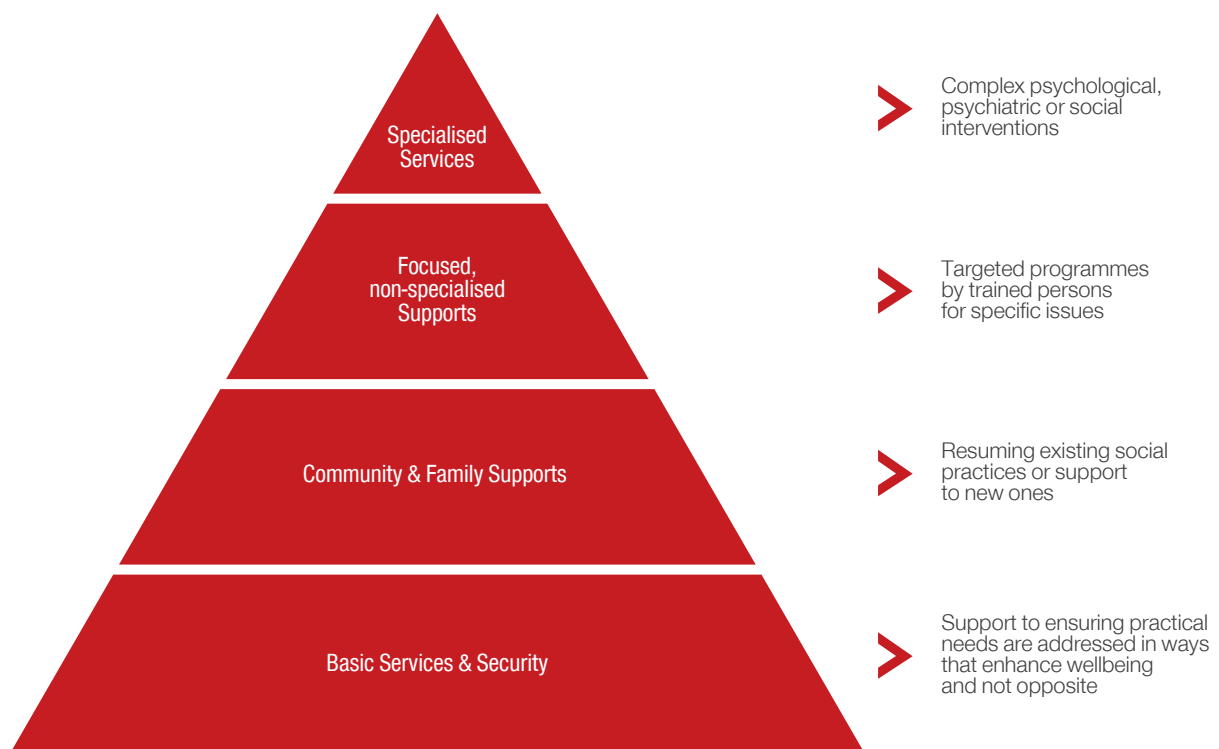 Specialised
Services
Complex psychological,
psychiatric or social
interventions
Focused,
non-specialised
Supports
Targeted programmes
by trained persons
for specific issues
Community & Family Supports
Resuming existing social
practices or support
to new ones
Basic Services & Security
Support to ensuring practical
needs are addressed in ways
that enhance wellbeing
and not opposite